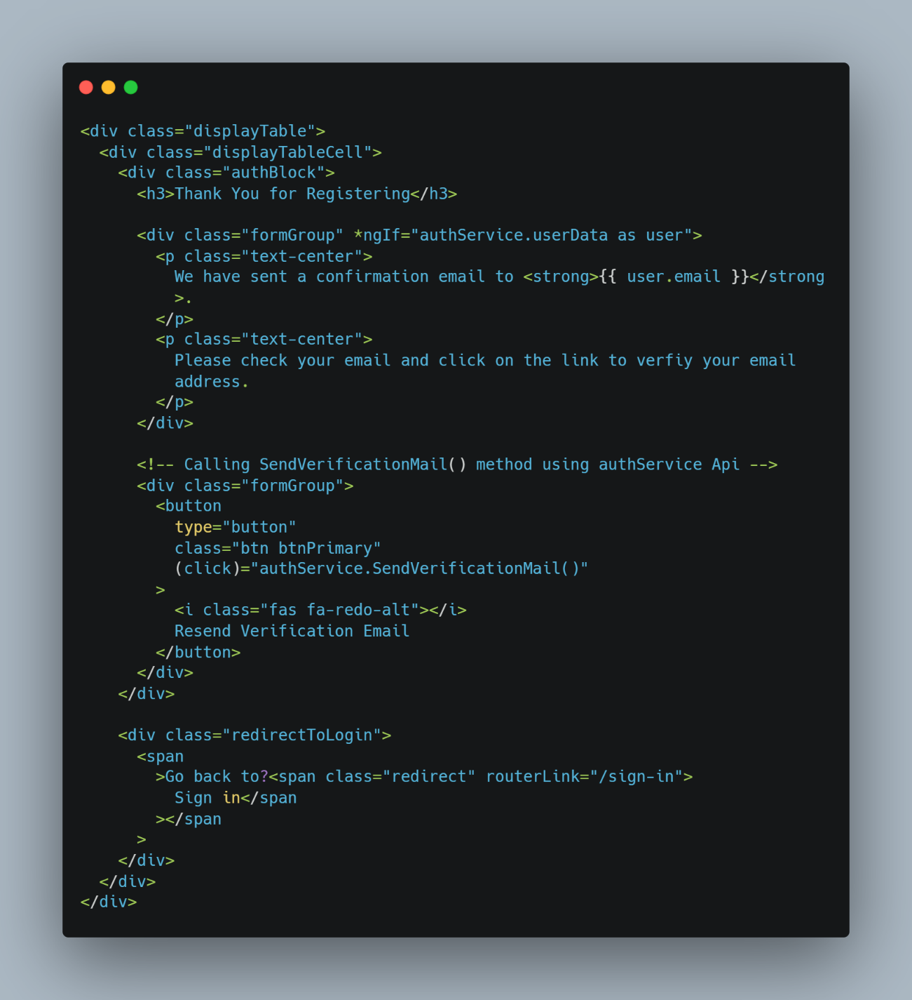 <div class="displayTable">
  <div class="displayTableCell">
    <div class="authBlock">
      <h3>Thank You for Registering</h3>

      <div class="formGroup" *ngIf="authService.userData as user">
        <p class="text-center">
          We have sent a confirmation email to <strong>{{ user.email }}</strong
          >.
        </p>
        <p class="text-center">
          Please check your email and click on the link to verfiy your email
          address.
        </p>
      </div>

      <!-- Calling SendVerificationMail() method using authService Api -->
      <div class="formGroup">
        <button
          type="button"
          class="btn btnPrimary"
          (click)="authService.SendVerificationMail()"
        >
          <i class="fas fa-redo-alt"></i>
          Resend Verification Email
        </button>
      </div>
    </div>

    <div class="redirectToLogin">
      <span
        >Go back to?<span class="redirect" routerLink="/sign-in">
          Sign in</span
        ></span
      >
    </div>
  </div>
</div>